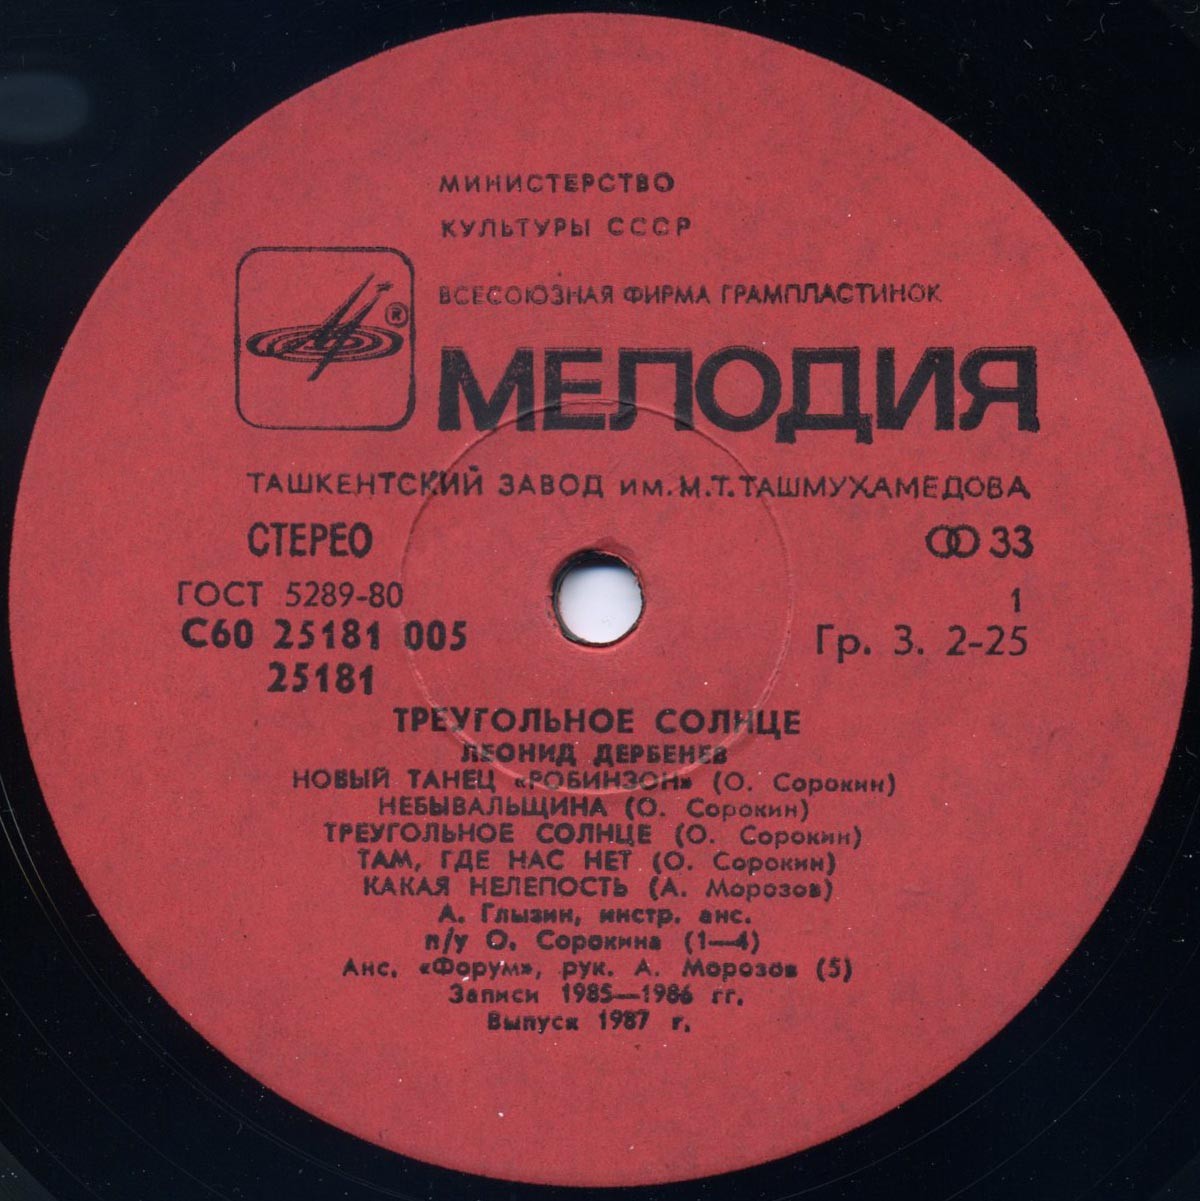 МИНИСТЕРСТВО
КУЛЬТУРЫ СССР
ВСЕСОЮЗНАЯ ФИРМА ГРАМПЛАСТИНОК
®
МЕЛОДИЯ
ТАШКЕНТСКИЙ ЗАВОД им. М.Т. ТАШМУХАМЕДОВА
СТЕРЕО
33
ГОСТ 5289-80
1
С60 25181 005
Гр. 3. 2-25
25181
ТРЕУГОЛЬНОЕ СОЛНЦЕ
ЛЕОНИД ДЕРБЕНЕВ
НОВЫЙ ТАНЕЦ «РОБИНЗОН» (О. Сорокин)
НЕБЫВАЛЬЩИНА (О. Сорокин)
ТРЕУГОЛЬНОЕ СОЛНЦЕ (О. Сорокин)
ТАМ, ГДЕ НАС НЕТ (О. Сорокин)
КАКАЯ НЕЛЕПОСТЬ (А. Морозов)
А. Глызин, инстр. анс.
п/у О. Сорокина (1—4)
Анс. «Форум», рук. А. Морозов (5)
Записи 1985—1986 гг.
Выпуск 1987 г.